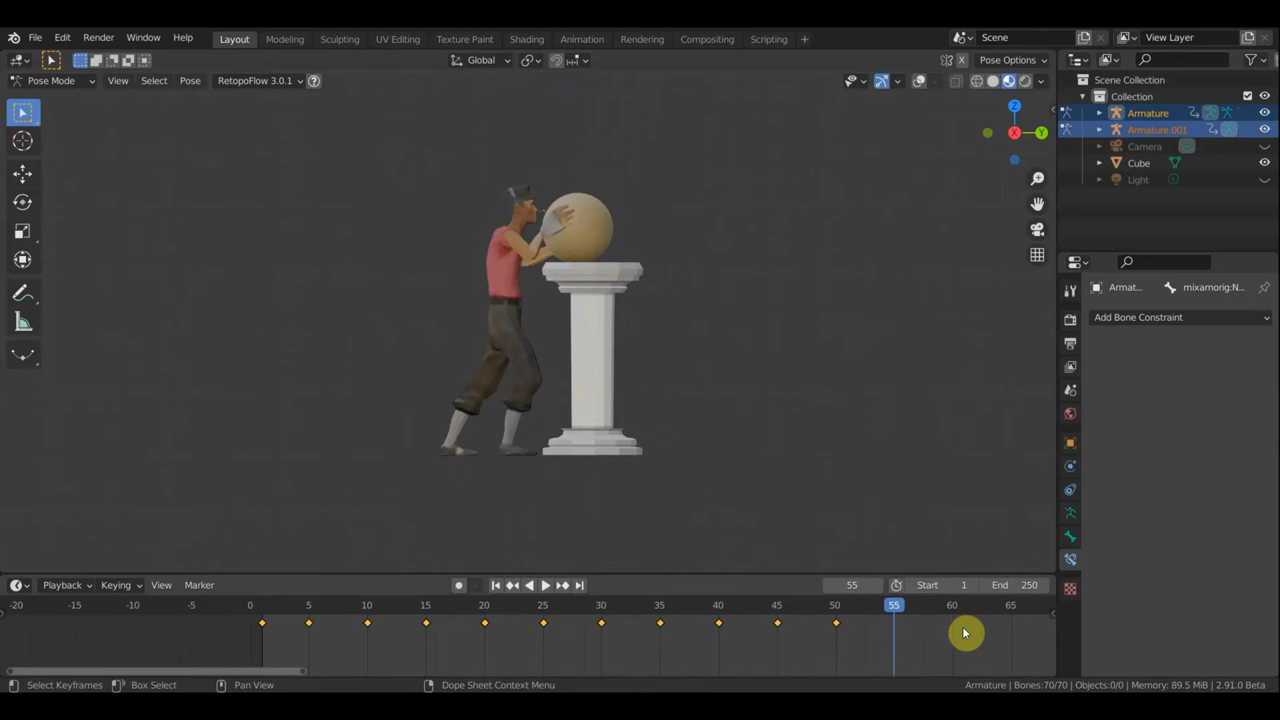 File Edit Render Window Help Layout Modeling Sculpting UV Editing Texture Paint Shading Animation Rendering Compositing Scripting + Scene View Layer
Global Pose Options
Pose Mode View Select Pose RetopoFlow 3.0.1
Scene Collection
Collection
Armature
Armature.001
Camera
Cube
Light
Z
X
Y
Armat... mixamorig:N...
Add Bone Constraint
Playback Keying View Marker 55 Start 1 End 250
-20 -15 -10 -5 0 5 10 15 20 25 30 35 40 45 50 55 60 65
Select Keyframes Box Select Pan View Dope Sheet Context Menu Armature | Bones:70/70 | Objects:0/0 | Memory: 89.5 MiB | 2.91.0 Beta